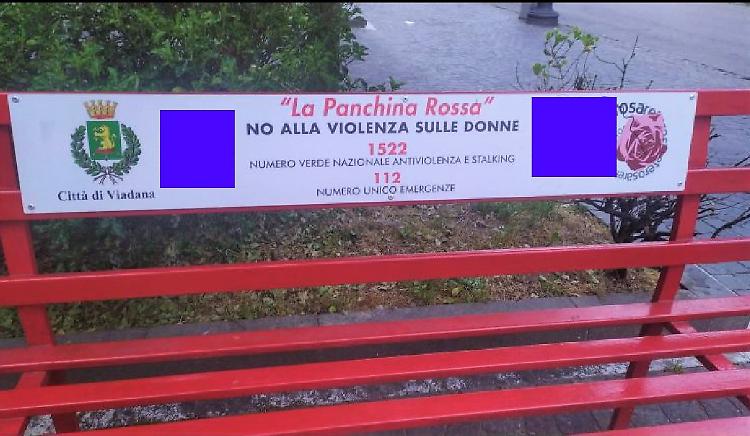 "La Panchina Rossa"
NO ALLA VIOLENZA SULLE DONNE
1522
NUMERO VERDE NAZIONALE ANTIVIOLENZA E STALKING
112
NUMERO UNICO EMERGENZE
Città di Viadana